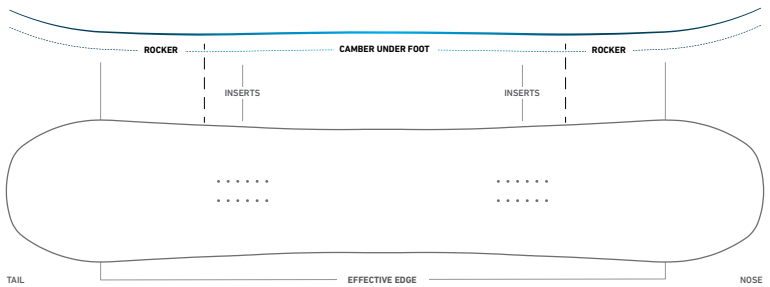 ROCKER CAMBER UNDER FOOT ROCKER
INSERTS INSERTS
TAIL EFFECTIVE EDGE NOSE